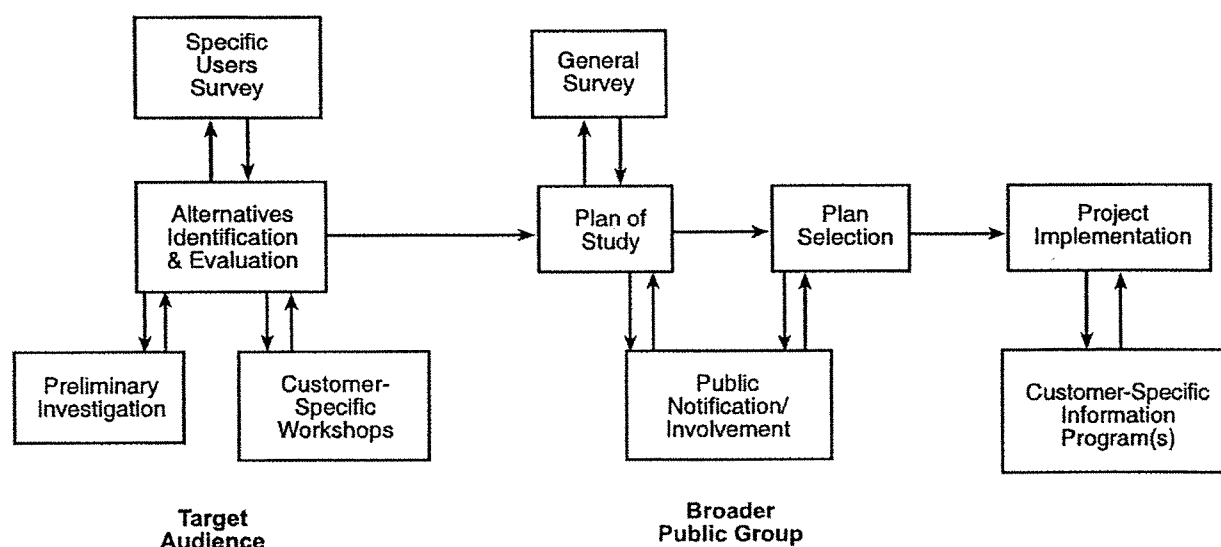 Specific
Users
Survey
General
Survey
Alternatives
Identification
& Evaluation
Plan of
Study
Plan
Selection
Project
Implementation
Preliminary
Investigation
Customer-
Specific
Workshops
Public
Notification/
Involvement
Customer-Specific
Information
Program(s)
Target
Audience
Broader
Public Group